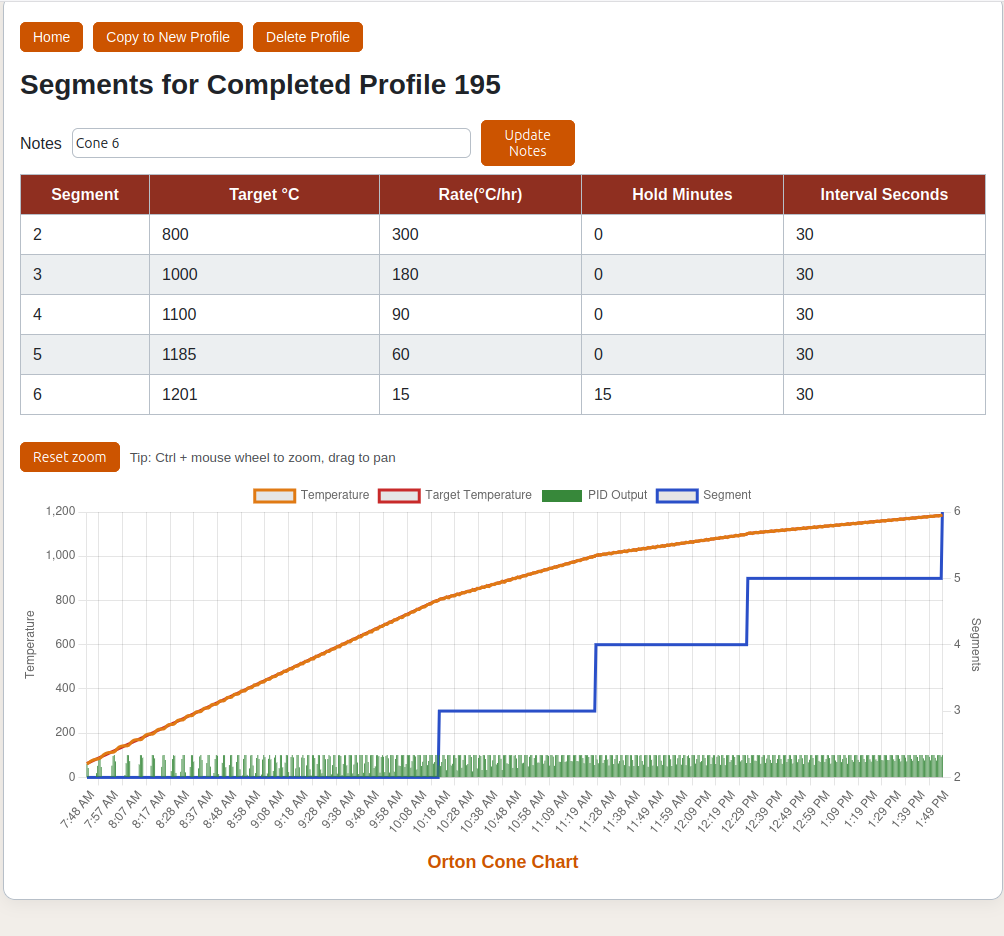 Home Copy to New Profile Delete Profile
Segments for Completed Profile 195
Notes Cone 6 Update Notes
Segment Target °C Rate(°C/hr) Hold Minutes Interval Seconds
2 800 300 0 30
3 1000 180 0 30
4 1100 90 0 30
5 1185 60 0 30
6 1201 15 15 30
Reset zoom Tip: Ctrl + mouse wheel to zoom, drag to pan
Temperature Target Temperature PID Output Segment
1,200 6
1,000
800 5
600 4
400 3
200
0 2
Temperature
Segments
7:48 AM 7:57 AM 8:07 AM 8:17 AM 8:28 AM 8:37 AM 8:48 AM 8:58 AM 9:08 AM 9:18 AM 9:28 AM 9:38 AM 9:48 AM 9:58 AM 10:08 AM 10:18 AM 10:28 AM 10:38 AM 10:48 AM 10:58 AM 11:09 AM 11:19 AM 11:28 AM 11:38 AM 11:49 AM 11:59 AM 12:09 PM 12:19 PM 12:29 PM 12:39 PM 12:49 PM 12:59 PM 1:09 PM 1:19 PM 1:29 PM 1:39 PM 1:49 PM
Orton Cone Chart